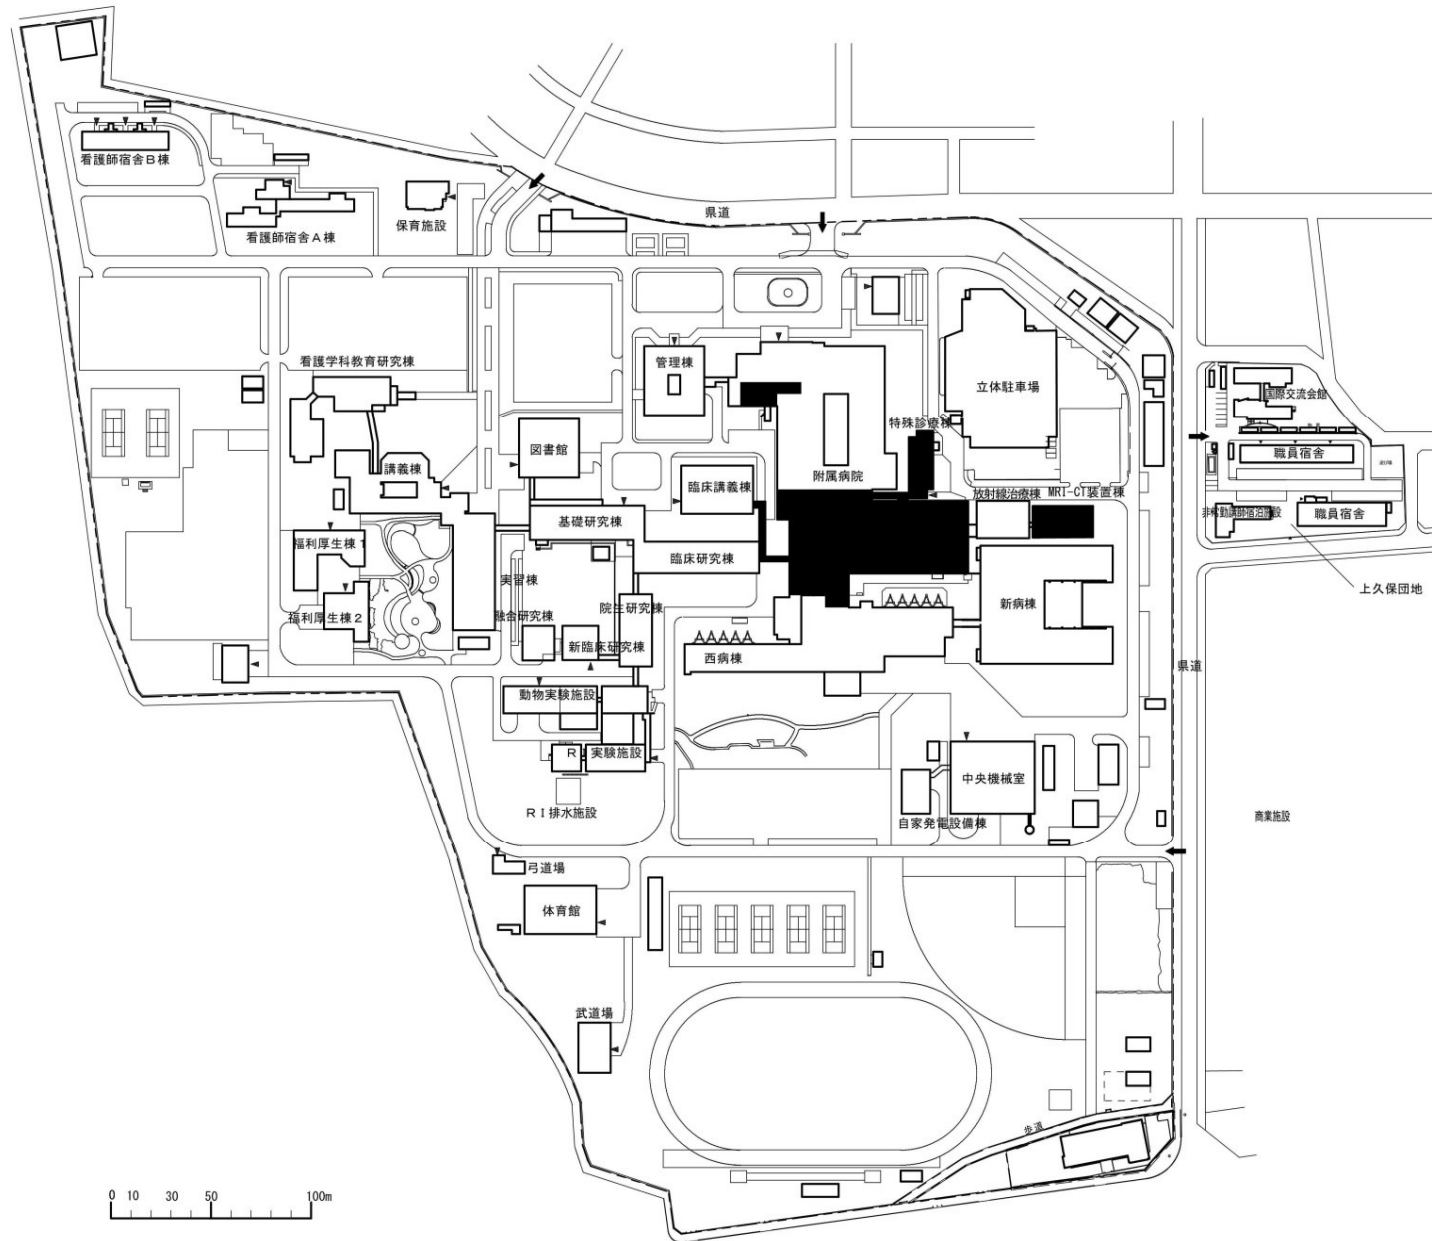 看護師宿舎B棟
看護師宿舎A棟
保育施設
県道
看護学科教育研究棟
管理棟
立体駐車場
国際交流会館
図書館
特殊診療棟
職員宿舎
講義棟
附属病院
臨床講義棟
放射線治療棟
MRI-CT装置棟
非常勤講師宿泊施設
職員宿舎
基礎研究棟
福利厚生棟1
臨床研究棟
実習棟
上久保団地
福利厚生棟2
融合研究棟
院生研究棟
新病棟
新臨床研究棟
西病棟
県道
動物実験施設
R
実験施設
中央機械室
RI排水施設
自家発電設備棟
商業施設
弓道場
体育館
武道場
歩道
0 10 30 50 100m